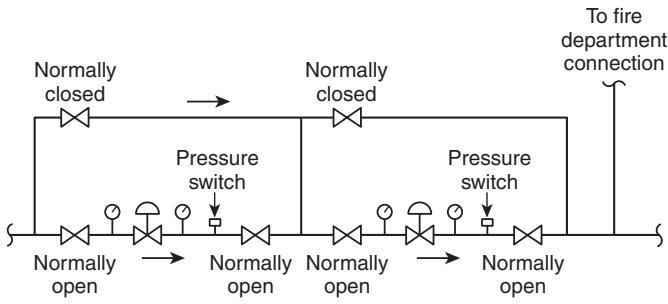 To fire
department
connection
Normally
closed
Normally
closed
Pressure
switch
Pressure
switch
Normally
open
Normally
open
Normally
open
Normally
open